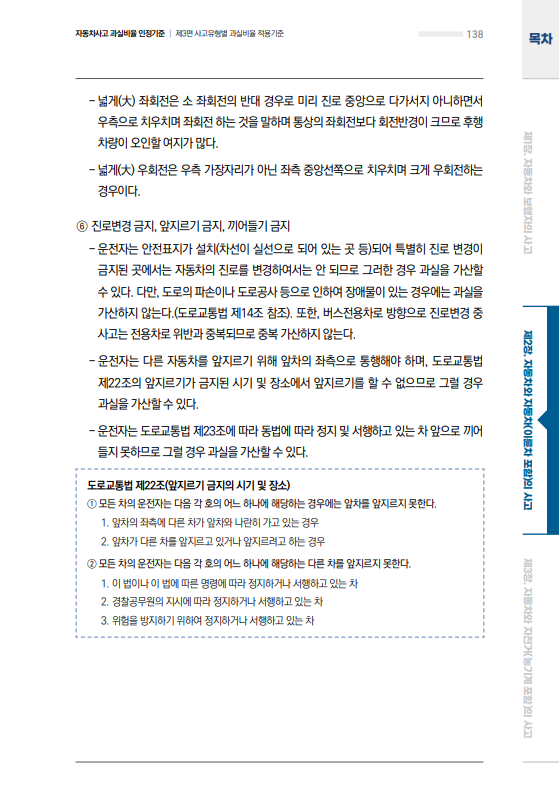 자동차사고 과실비율 인정기준 | 제3편 사고유형별 과실비율 적용기준
138
목차
– 넓게(大) 좌회전은 소 좌회전의 반대 경우로 미리 진로 중앙으로 다가서지 아니하면서
우측으로 치우치며 좌회전 하는 것을 말하며 통상의 좌회전보다 회전반경이 크므로 후행
차량이 오인할 여지가 많다.
– 넓게(大) 우회전은 우측 가장자리가 아닌 좌측 중앙선쪽으로 치우치며 크게 우회전하는
경우이다.
⑥ 진로변경 금지, 앞지르기 금지, 끼어들기 금지
– 운전자는 안전표지가 설치(차선이 실선으로 되어 있는 곳 등)되어 특별히 진로 변경이
금지된 곳에서는 자동차의 진로를 변경하여서는 안 되므로 그러한 경우 과실을 가산할
수 있다. 다만, 도로의 파손이나 도로공사 등으로 인하여 장애물이 있는 경우에는 과실을
가산하지 않는다.(도로교통법 제14조 참조). 또한, 버스전용차로 방향으로 진로변경 중
사고는 전용차로 위반과 중복되므로 중복 가산하지 않는다.
– 운전자는 다른 자동차를 앞지르기 위해 앞차의 좌측으로 통행해야 하며, 도로교통법
제22조의 앞지르기가 금지된 시기 및 장소에서 앞지르기를 할 수 없으므로 그럴 경우
과실을 가산할 수 있다.
– 운전자는 도로교통법 제23조에 따라 동법에 따라 정지 및 서행하고 있는 차 앞으로 끼어
들지 못하므로 그럴 경우 과실을 가산할 수 있다.
도로교통법 제22조(앞지르기 금지의 시기 및 장소)
① 모든 차의 운전자는 다음 각 호의 어느 하나에 해당하는 경우에는 앞차를 앞지르지 못한다.
1. 앞차의 좌측에 다른 차가 앞차와 나란히 가고 있는 경우
2. 앞차가 다른 차를 앞지르고 있거나 앞지르려고 하는 경우
② 모든 차의 운전자는 다음 각 호의 어느 하나에 해당하는 다른 차를 앞지르지 못한다.
1. 이 법이나 이 법에 따른 명령에 따라 정지하거나 서행하고 있는 차
2. 경찰공무원의 지시에 따라 정지하거나 서행하고 있는 차
3. 위험을 방지하기 위하여 정지하거나 서행하고 있는 차
제1장. 자동차와 보행자의 사고
제2장. 자동차와 자동차(이륜차 포함)의 사고
제3장. 자동차와 자전거(농기계 포함)의 사고